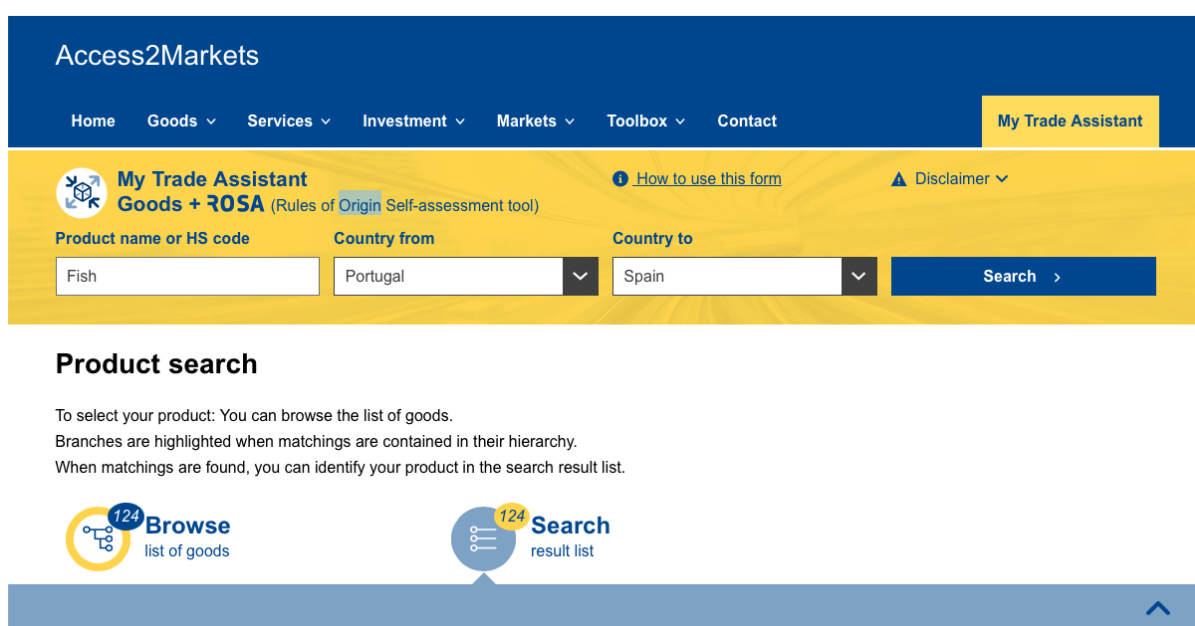 Access2Markets
Home Goods Services Investment Markets Toolbox Contact My Trade Assistant
My Trade Assistant
Goods + ROSA (Rules of Origin Self-assessment tool)
How to use this form
Disclaimer
Product name or HS code Country from Country to
Fish Portugal Spain Search
Product search
To select your product: You can browse the list of goods.
Branches are highlighted when matchings are contained in their hierarchy.
When matchings are found, you can identify your product in the search result list.
124 Browse
list of goods
124 Search
result list